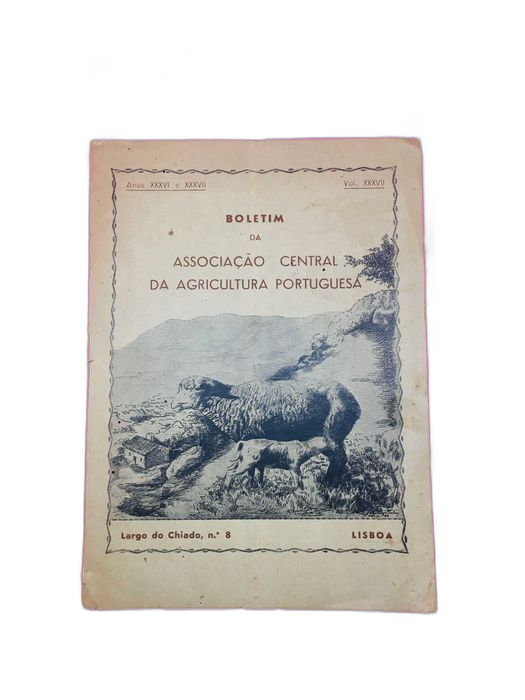 Anos XXXVI e XXXVII
Vol. XXXVII
BOLETIM
DA
ASSOCIAÇÃO CENTRAL
DA AGRICULTURA PORTUGUESA
Largo do Chiado, n.º 8
LISBOA